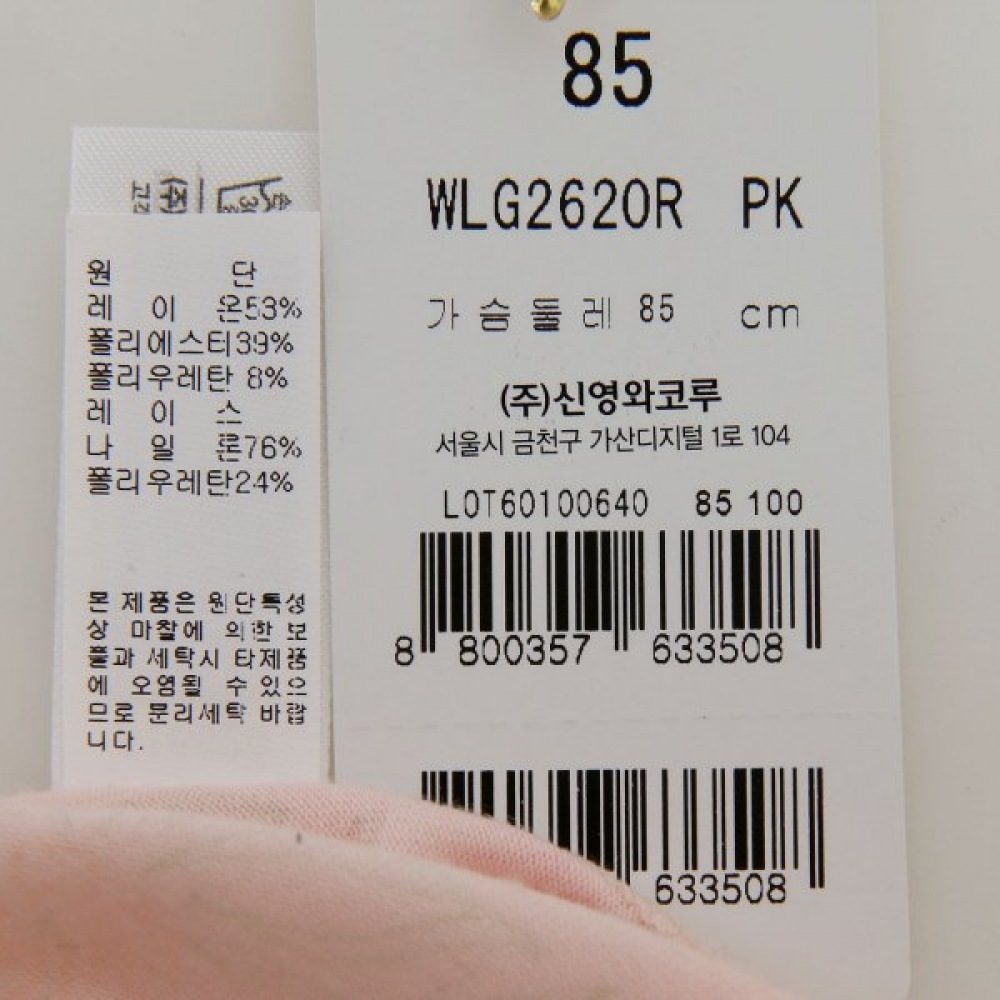 85
WLG2620R PK
가슴둘레 85 cm
(주)신영와코루
서울시 금천구 가산디지털 1로 104
LOT60100640 85 100
8 800357 633508
633508
(주)
원 단
레 이 온53%
폴리에스터39%
폴리우레탄 8%
레 이 스
나 일 론76%
폴리우레탄24%
본 제품은 원단특성
상 마찰에 의한 보
풀과 세탁시 타제품
에 오염될 수 있으
므로 분리세탁 바랍
니다.